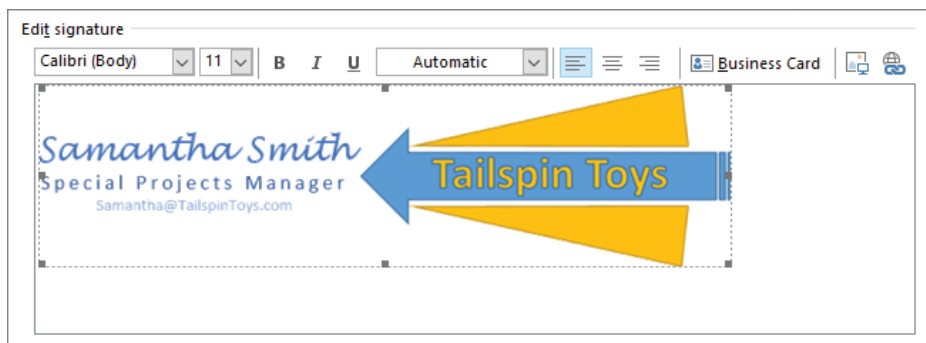 Edit signature
Calibri (Body) 11 B I U Automatic Business Card
Samantha Smith
Special Projects Manager
Samantha@TailspinToys.com
Tailspin Toys